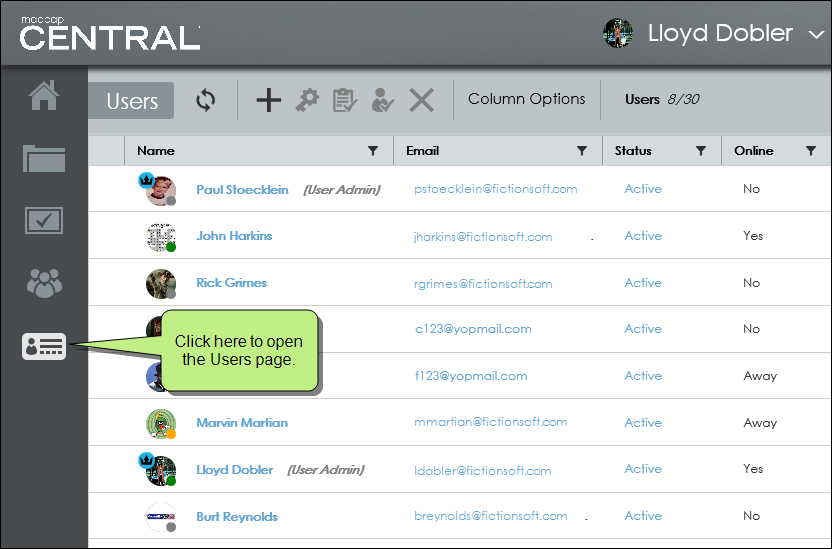 madcap
CENTRAL
Lloyd Dobler
Users
Column Options
Users 8/30
Name Email Status Online
Paul Stoecklein (User Admin) pstoecklein@fictionsoft.com Active No
John Harkins jharkins@fictionsoft.com . Active Yes
Rick Grimes rgrimes@fictionsoft.com Active No
c123@yopmail.com Active No
Click here to open
the Users page.
f123@yopmail.com Active Away
Marvin Martian mmartian@fictionsoft.com Active Away
Lloyd Dobler (User Admin) ldobler@fictionsoft.com Active Yes
Burt Reynolds breynolds@fictionsoft.com . Active No